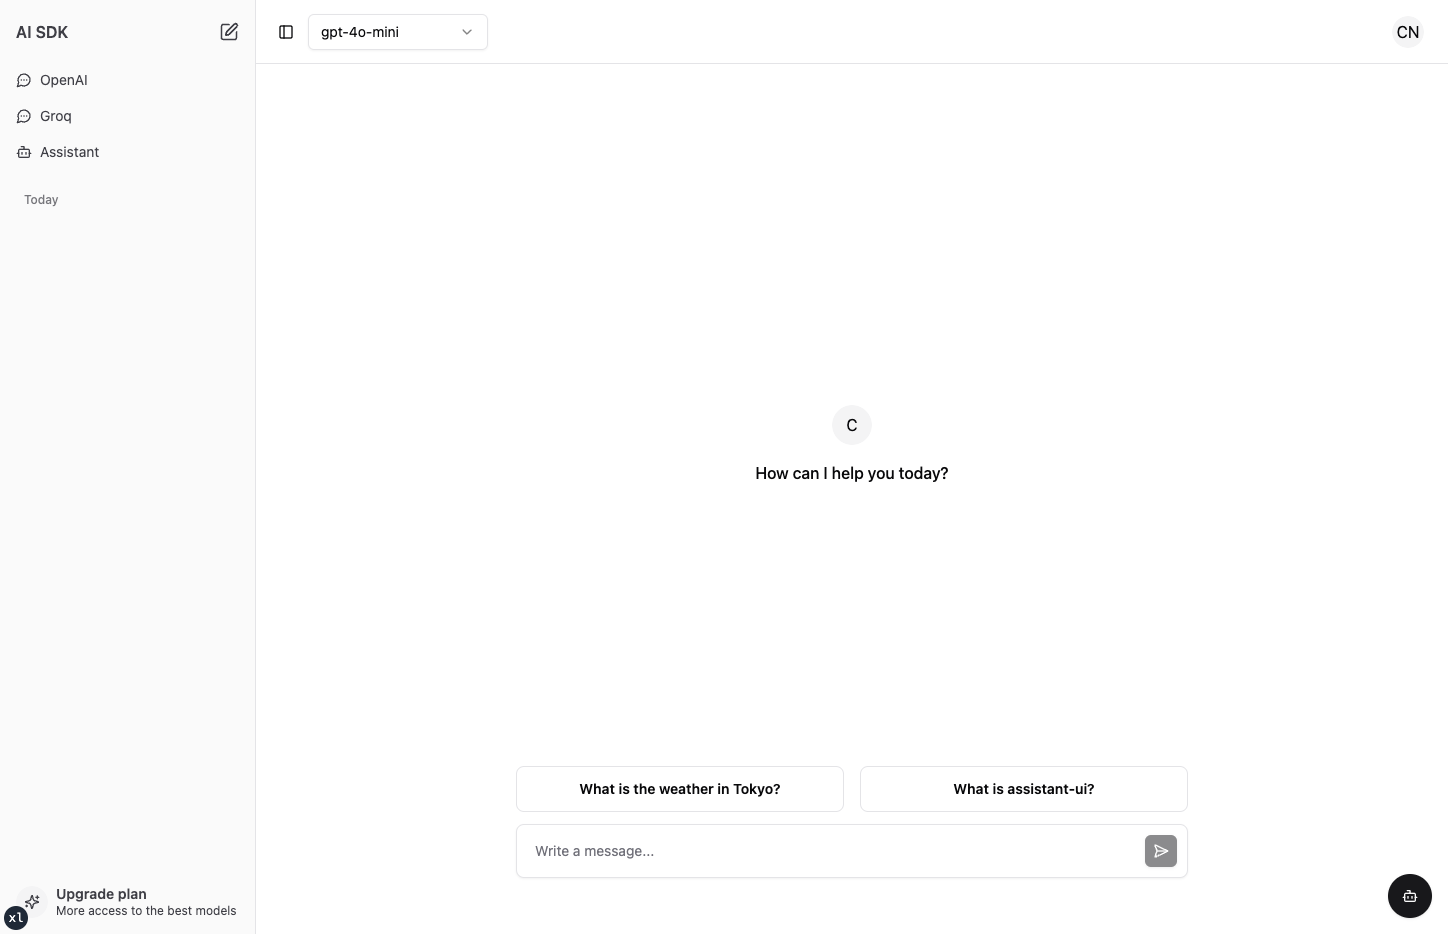 AI SDK
OpenAI
Groq
Assistant
Today
gpt-4o-mini
CN
C
How can I help you today?
What is the weather in Tokyo?
What is assistant-ui?
Write a message...
Upgrade plan
More access to the best models
xl